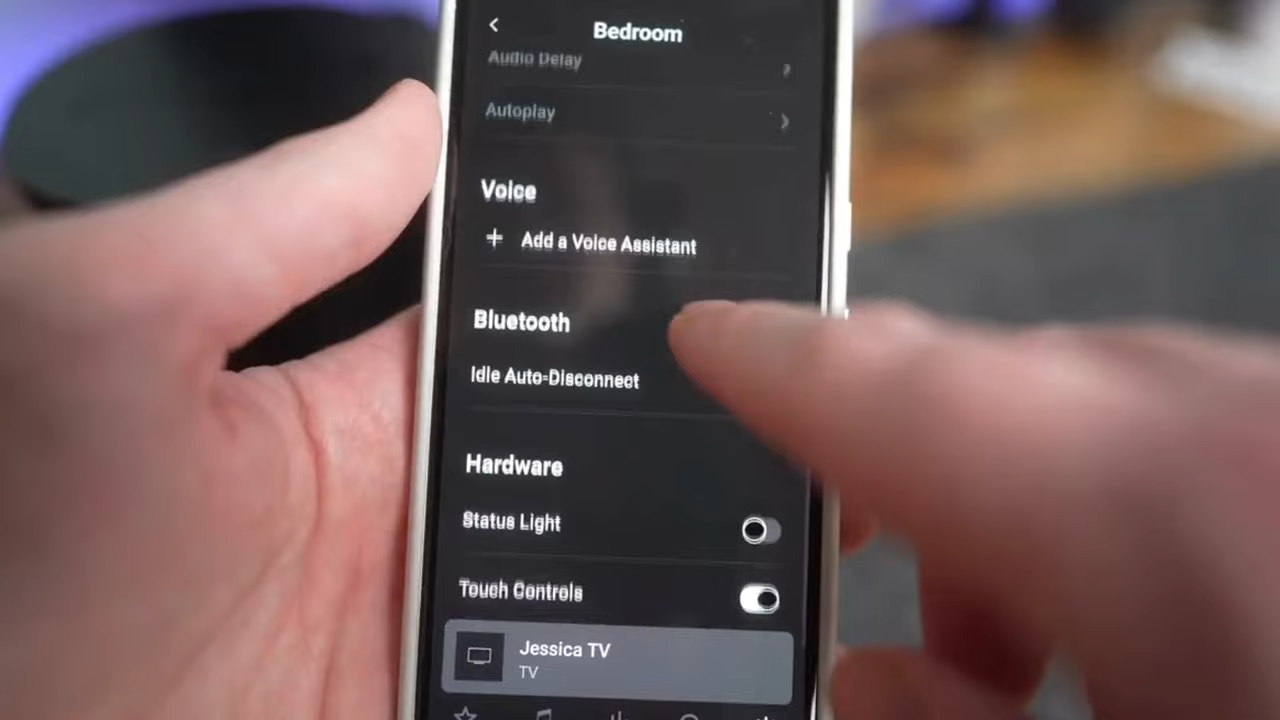 Bedroom
Audio Delay
Autoplay
Voice
Add a Voice Assistant
Bluetooth
Idle Auto-Disconnect
Hardware
Status Light
Touch Controls
Jessica TV
TV